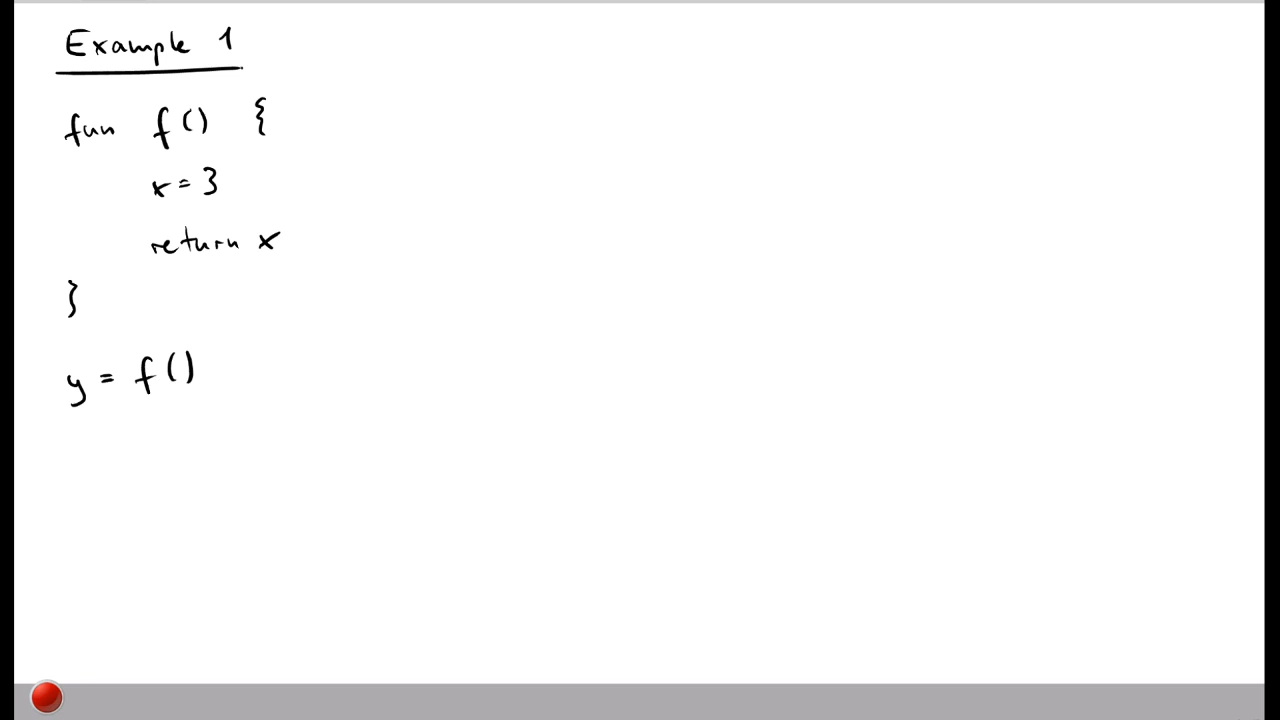 Example 1
fun f() {
x = 3
return x
}
y = f()